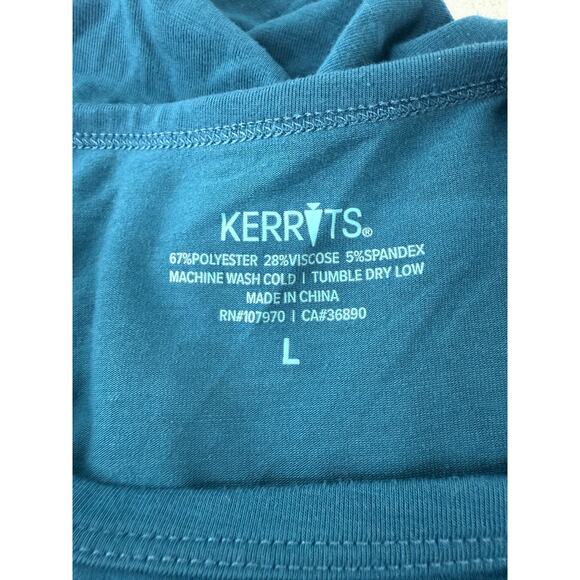 KERRITS®
67%POLYESTER 28%VISCOSE 5%SPANDEX
MACHINE WASH COLD | TUMBLE DRY LOW
MADE IN CHINA
RN#107970 | CA#36890
L